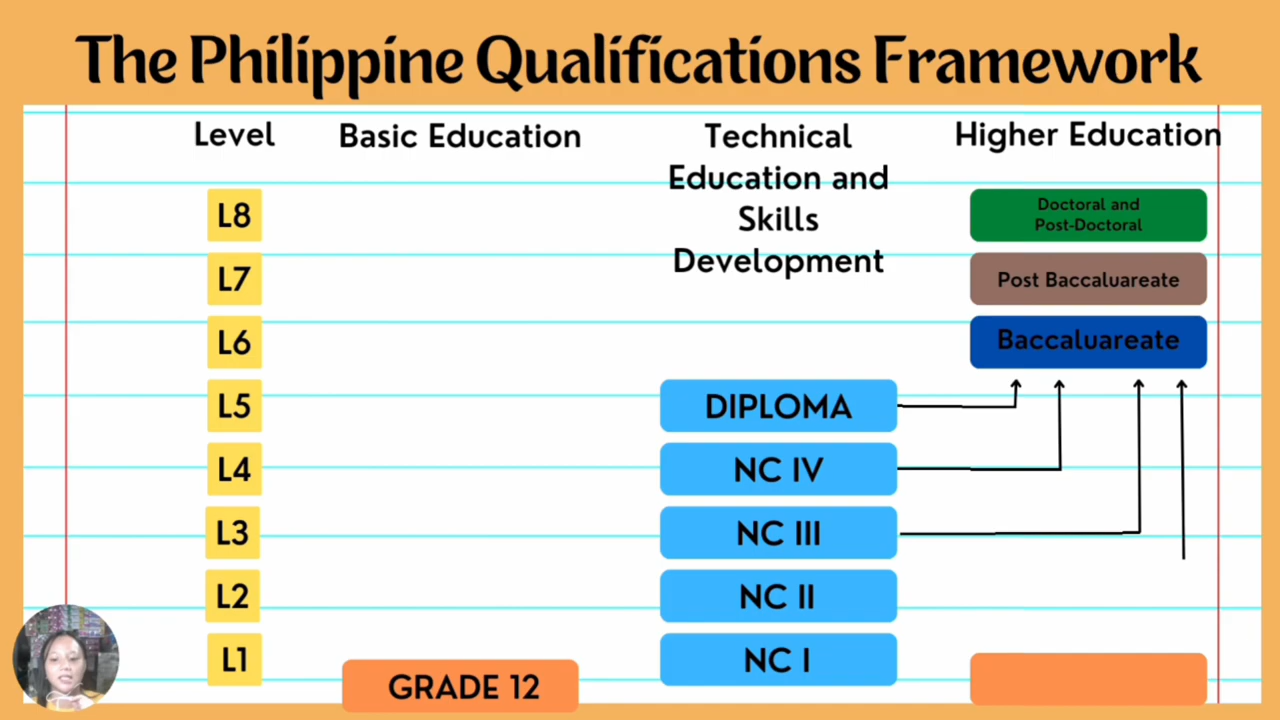 The Philippine Qualifications Framework
Level
Basic Education
Technical
Education and
Skills
Development
Higher Education
L8
Doctoral and
Post-Doctoral
L7
Post Baccaluareate
L6
Baccaluareate
L5
DIPLOMA
L4
NC IV
L3
NC III
L2
NC II
L1
NC I
GRADE 12